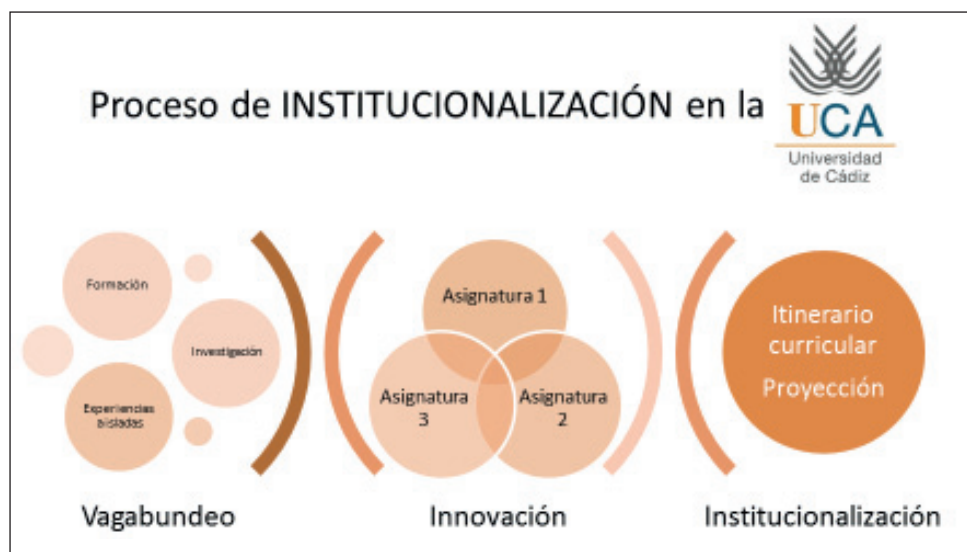 Proceso de INSTITUCIONALIZACIÓN en la
UCA
Universidad
de Cádiz
Formación
Investigación
Experiencias
aisladas
Vagabundeo
Asignatura 1
Asignatura
3
Asignatura
2
Innovación
Itinerario
curricular
Proyección
Institucionalización